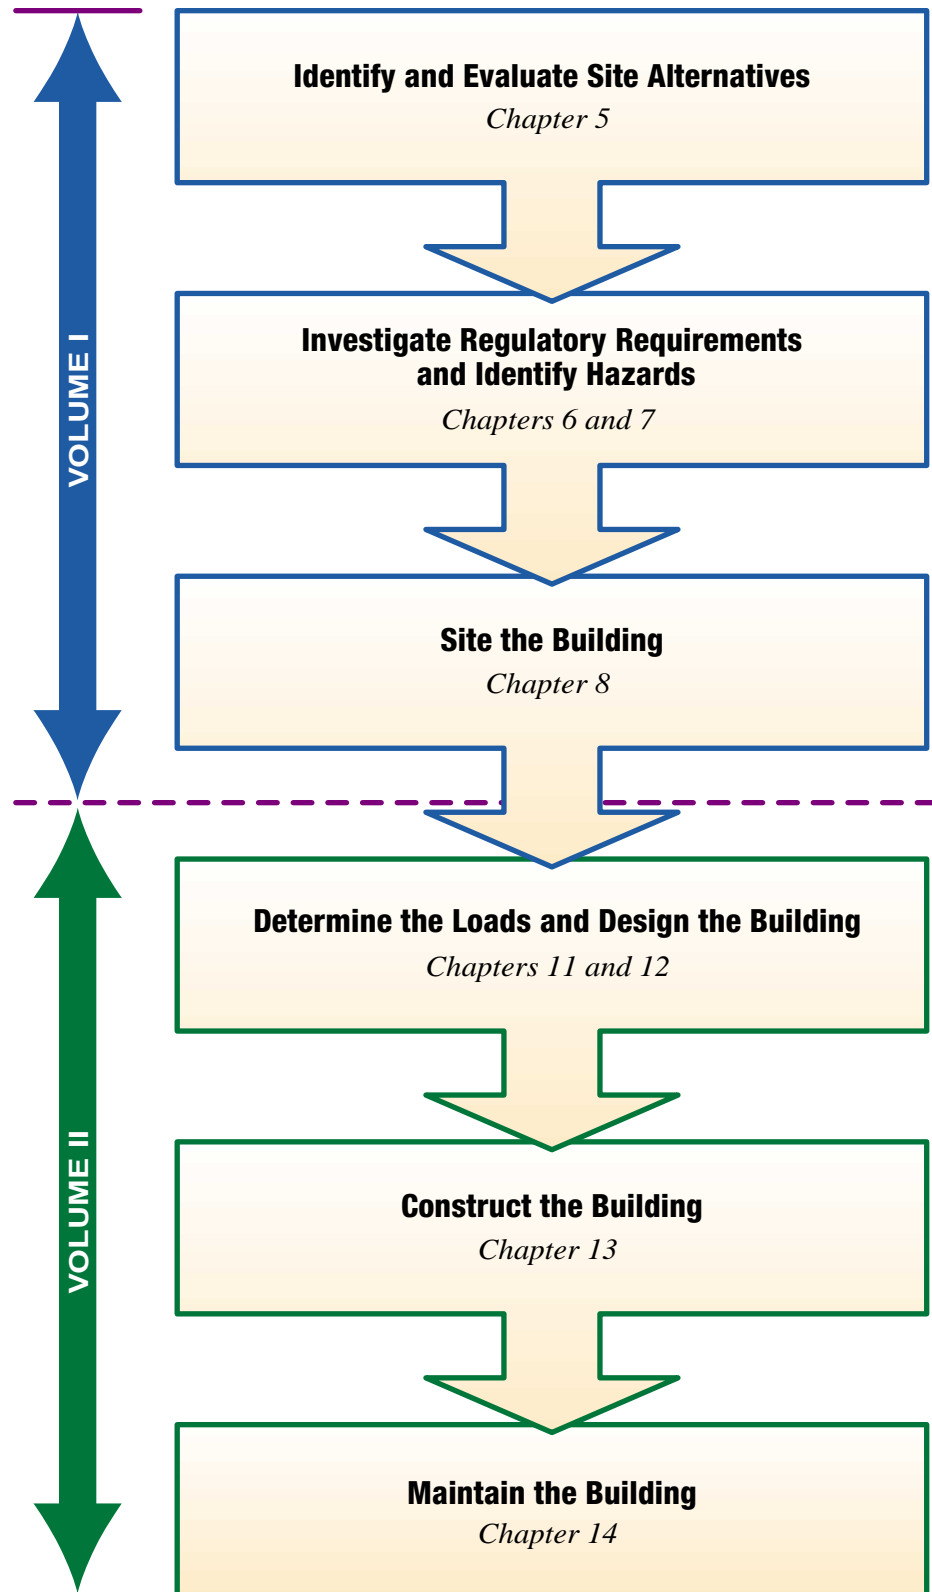 VOLUME I
Identify and Evaluate Site Alternatives
Chapter 5
Investigate Regulatory Requirements
and Identify Hazards
Chapters 6 and 7
Site the Building
Chapter 8
VOLUME II
Determine the Loads and Design the Building
Chapters 11 and 12
Construct the Building
Chapter 13
Maintain the Building
Chapter 14